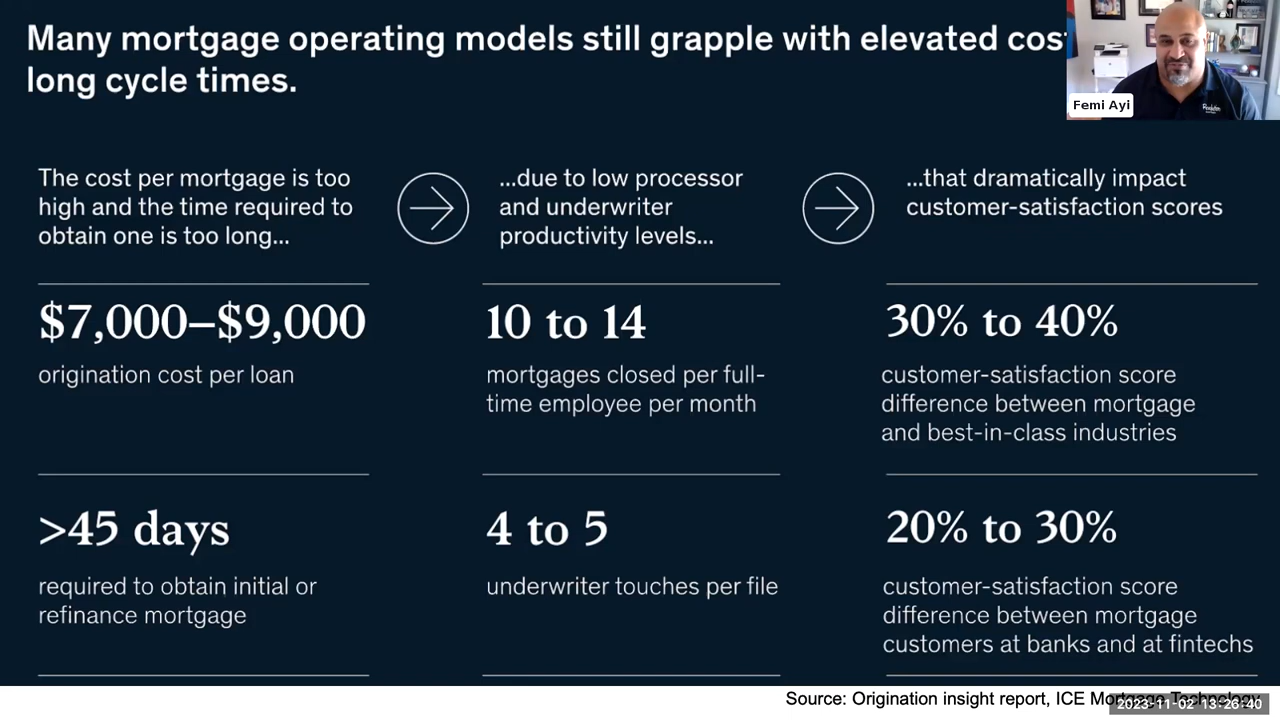 Many mortgage operating models still grapple with elevated
long cycle times.
Femi Ayi
The cost per mortgage is too
high and the time required to
obtain one is too long...
...due to low processor
and underwriter
productivity levels...
...that dramatically impact
customer-satisfaction scores
$7,000–$9,000
origination cost per loan
10 to 14
mortgages closed per full-
time employee per month
30% to 40%
customer-satisfaction score
difference between mortgage
and best-in-class industries
>45 days
required to obtain initial or
refinance mortgage
4 to 5
underwriter touches per file
20% to 30%
customer-satisfaction score
difference between mortgage
customers at banks and at fintechs
Source: Origination insight report, ICE Mortgage Technology
2023-11-02 13:26:40